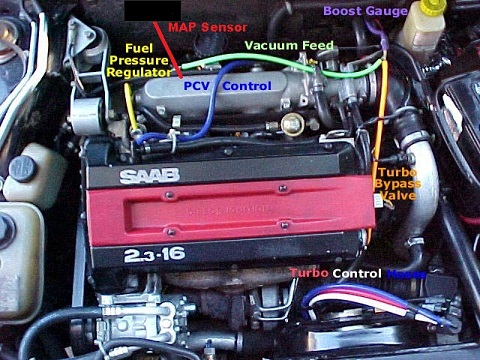 Boost Gauge
MAP Sensor
Fuel
Pressure
Regulator
Vacuum Feed
PCV Control
SAAB
Turbo
Bypass
Valve
2.3-16
Turbo Control Hoses